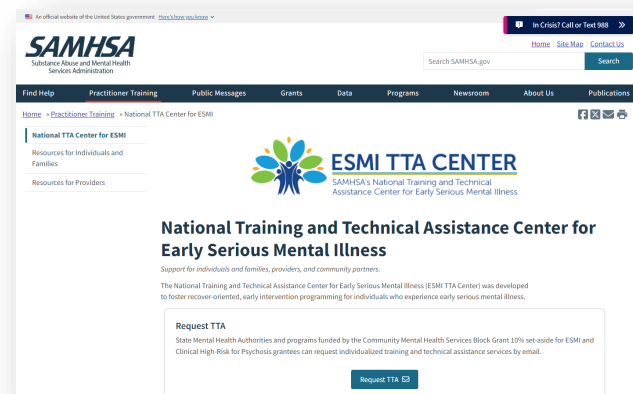 An official website of the United States government Here's how you know
In Crisis? Call or Text 988
SAMHSA
Substance Abuse and Mental Health
Services Administration
Home Site Map Contact Us
Search SAMHSA.gov Search
Find Help Practitioner Training Public Messages Grants Data Programs Newsroom About Us Publications
Home » Practitioner Training » National TTA Center for ESMI
National TTA Center for ESMI
Resources for Individuals and
Families
Resources for Providers
ESMI TTA CENTER
SAMHSA's National Training and Technical
Assistance Center for Early Serious Mental Illness
National Training and Technical Assistance Center for
Early Serious Mental Illness
Support for individuals and families, providers, and community partners.
The National Training and Technical Assistance Center for Early Serious Mental Illness (ESMI TTA Center) was developed
to foster recover-oriented, early intervention programming for individuals who experience early serious mental illness.
Request TTA
State Mental Health Authorities and programs funded by the Community Mental Health Services Block Grant 10% set-aside for ESMI and
Clinical High-Risk for Psychosis grantees can request individualized training and technical assistance services by email.
Request TTA